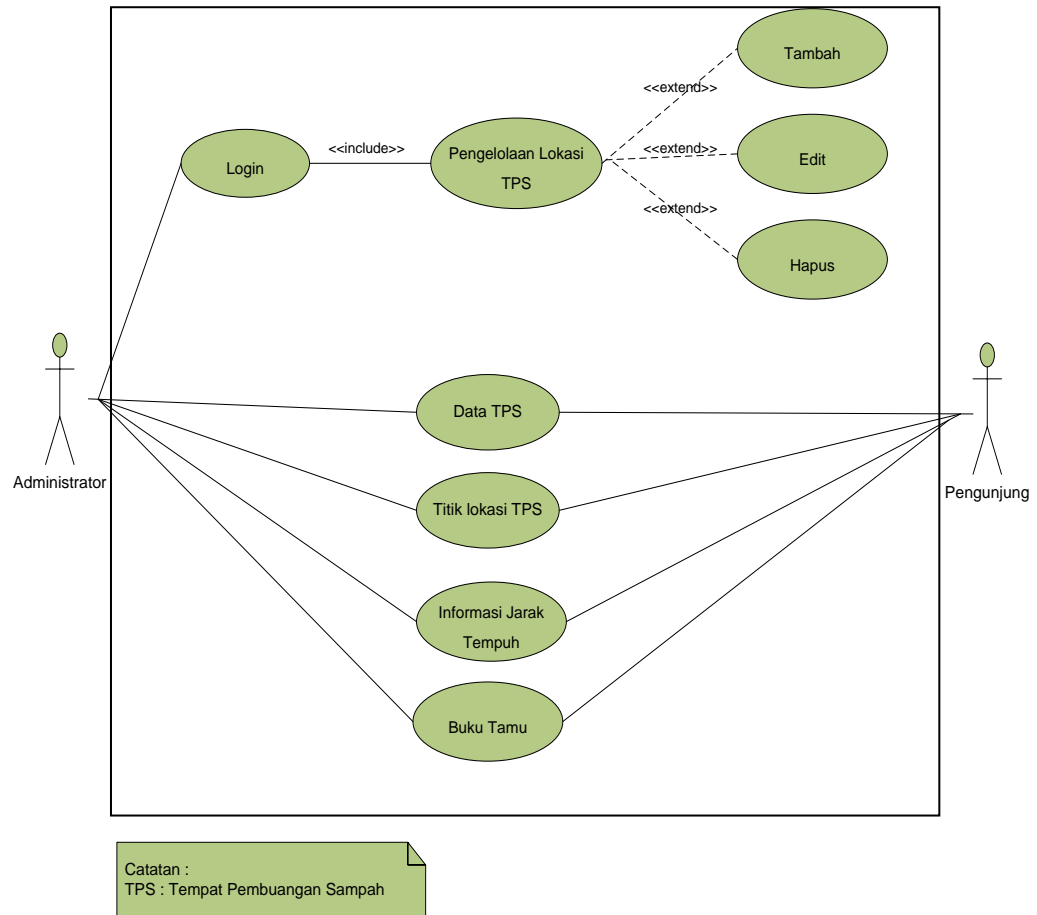 Tambah
<<extend>>
Login
<<include>>
Pengelolaan Lokasi
TPS
<<extend>>
Edit
<<extend>>
Hapus
Administrator
Data TPS
Titik lokasi TPS
Pengunjung
Informasi Jarak
Tempuh
Buku Tamu
Catatan :
TPS : Tempat Pembuangan Sampah